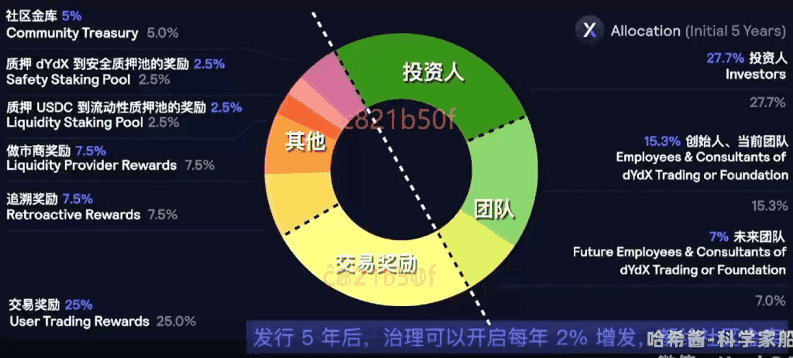 社区金库 5%
Community Treasury 5.0%
质押 dYdX 到安全质押池的奖励 2.5%
Safety Staking Pool 2.5%
质押 USDC 到流动性质押池的奖励 2.5%
Liquidity Staking Pool 2.5%
做市商奖励 7.5%
Liquidity Provider Rewards 7.5%
追溯奖励 7.5%
Retroactive Rewards 7.5%
交易奖励 25%
User Trading Rewards 25.0%
投资人
其他
团队
交易奖励
c821b50f
c821b50f
X Allocation (Initial 5 Years)
27.7% 投资人
Investors
27.7%
15.3% 创始人、当前团队
Employees & Consultants of
dYdX Trading or Foundation
15.3%
7% 未来团队
Future Employees & Consultants of
dYdX Trading or Foundation
7.0%
发行 5 年后，治理可以开启每年 2% 增发，
哈希酱-科学家船